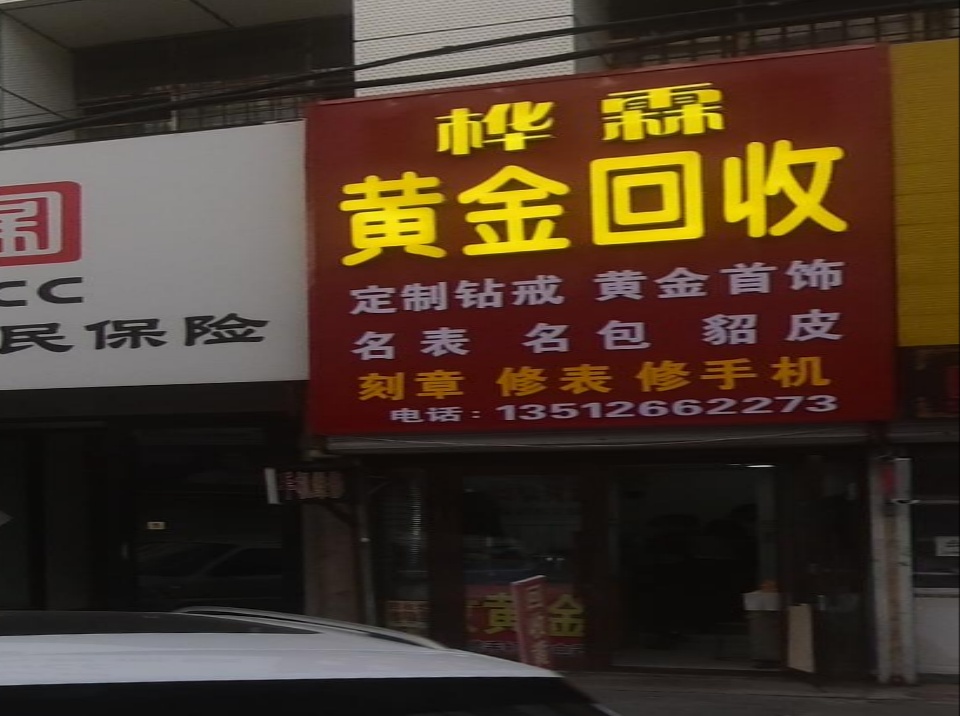 CC
民保险
桦霖
黄金回收
定制钻戒 黄金首饰
名表 名包 貂皮
刻章 修表 修手机
电话:13512662273
黄金